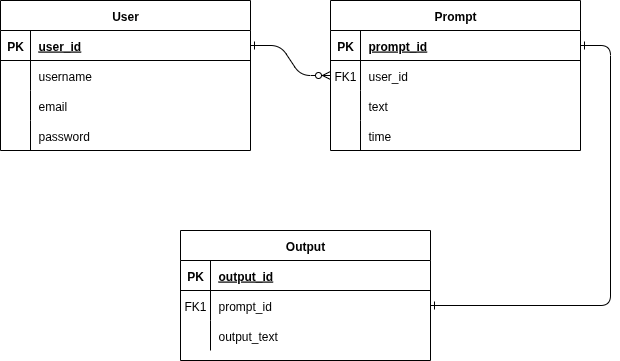 User
PK user_id
username
email
password
Prompt
PK prompt_id
FK1 user_id
text
time
Output
PK output_id
FK1 prompt_id
output_text